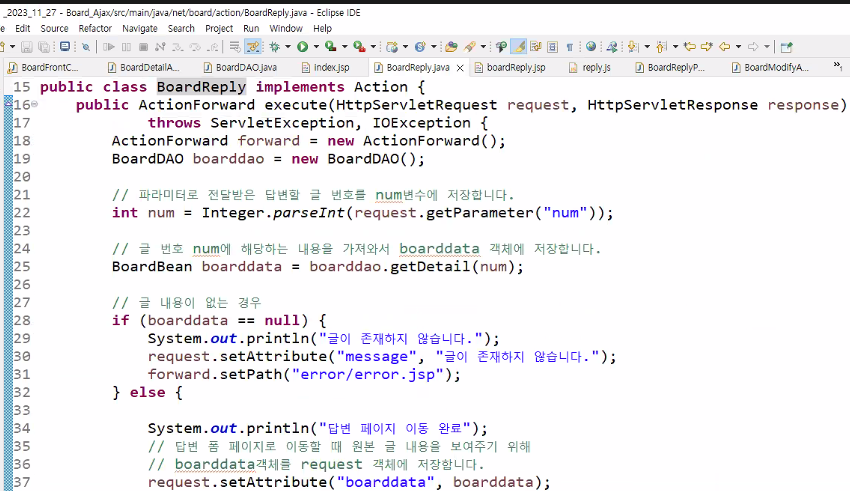 _2023_11_27 - Board_Ajax/src/main/java/net/board/action/BoardReply.java - Eclipse IDE
Edit Source Refactor Navigate Search Project Run Window Help
BoardFrontC... BoardDetailA... BoardDAO.java index.jsp BoardReply.java boardReply.jsp reply.js BoardReplyP... BoardModifyA...
15 public class BoardReply implements Action {
16 public ActionForward execute(HttpServletRequest request, HttpServletResponse response)
17 throws ServletException, IOException {
18 ActionForward forward = new ActionForward();
19 BoardDAO boarddao = new BoardDAO();
20
21 // 파라미터로 전달받은 답변할 글 번호를 num변수에 저장합니다.
22 int num = Integer.parseInt(request.getParameter("num"));
23
24 // 글 번호 num에 해당하는 내용을 가져와서 boarddata 객체에 저장합니다.
25 BoardBean boarddata = boarddao.getDetail(num);
26
27 // 글 내용이 없는 경우
28 if (boarddata == null) {
29 System.out.println("글이 존재하지 않습니다.");
30 request.setAttribute("message", "글이 존재하지 않습니다.");
31 forward.setPath("error/error.jsp");
32 } else {
33
34 System.out.println("답변 페이지 이동 완료");
35 // 답변 폼 페이지로 이동할 때 원본 글 내용을 보여주기 위해
36 // boarddata객체를 request 객체에 저장합니다.
37 request.setAttribute("boarddata", boarddata);